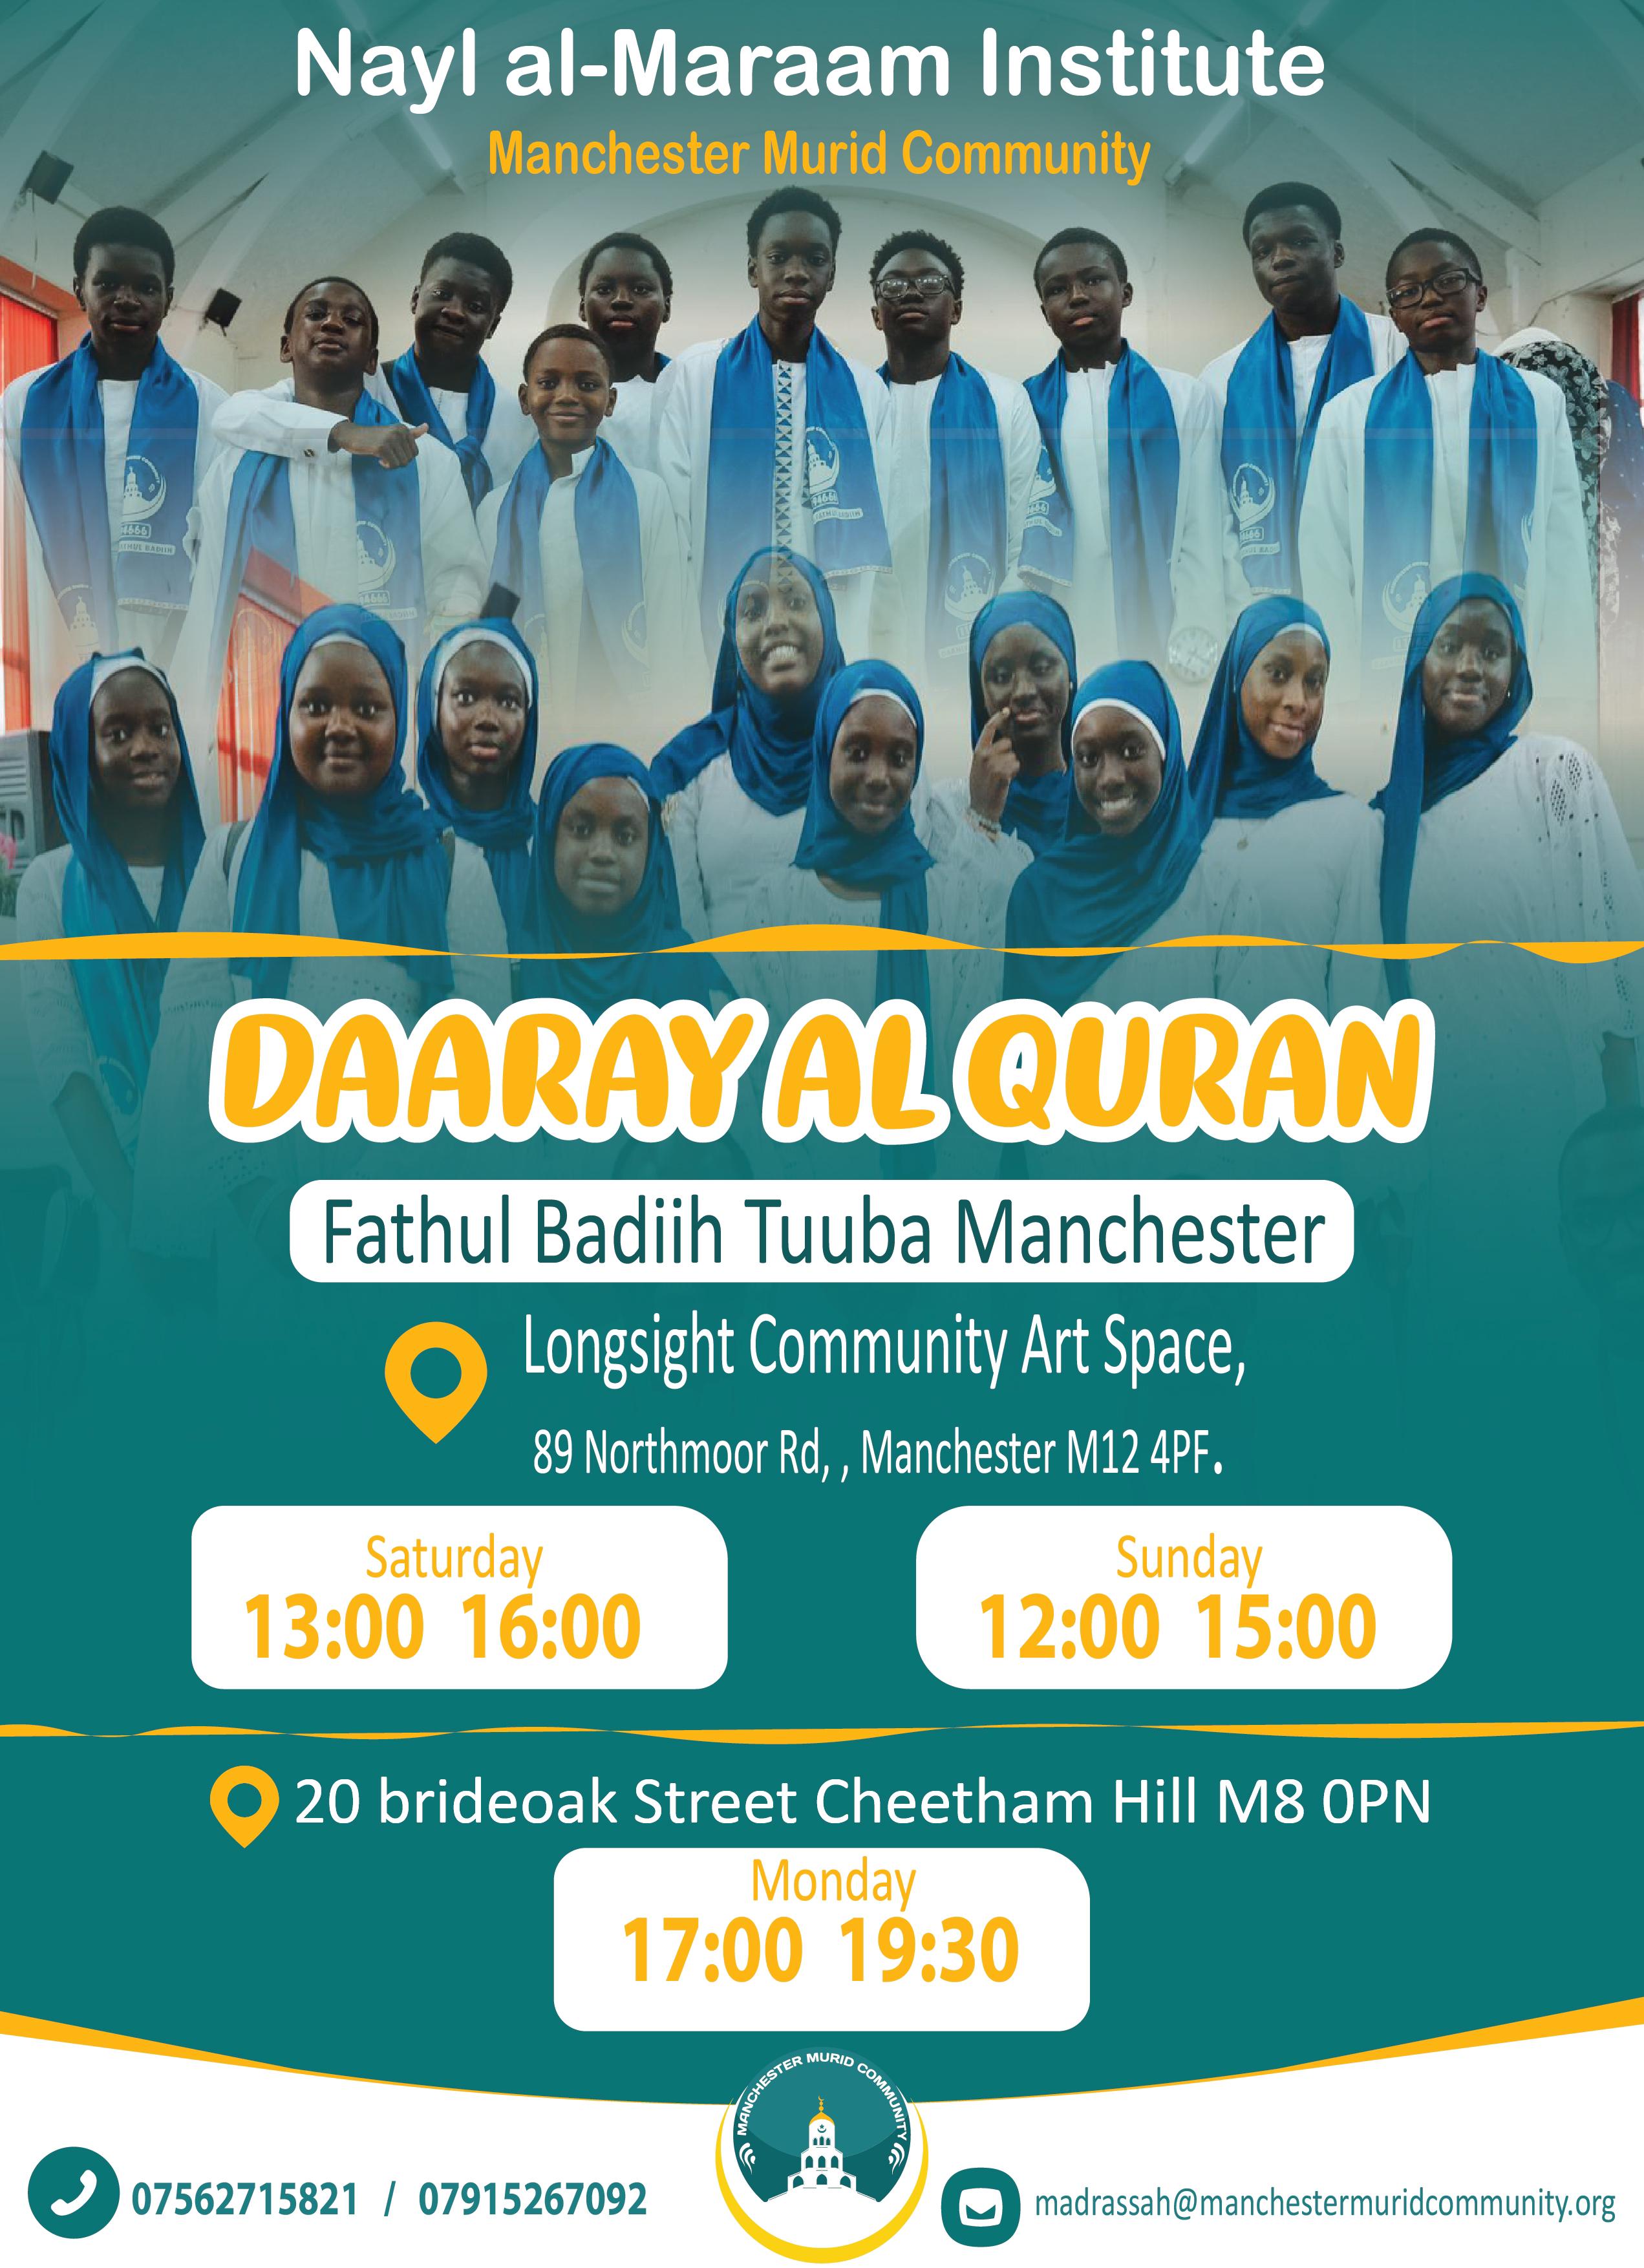 Nayl al-Maraam Institute
Manchester Murid Community
DAARAY AL QURAN
Fathul Badiih Tuuba Manchester
Longsight Community Art Space,
89 Northmoor Rd, , Manchester M12 4PF.
Saturday
13:00 16:00
Sunday
12:00 15:00
20 brideoak Street Cheetham Hill M8 0PN
Monday
17:00 19:30
MANCHESTER MURID COMMUNITY
07562715821 / 07915267092
madrassah@manchestermuridcommunity.org